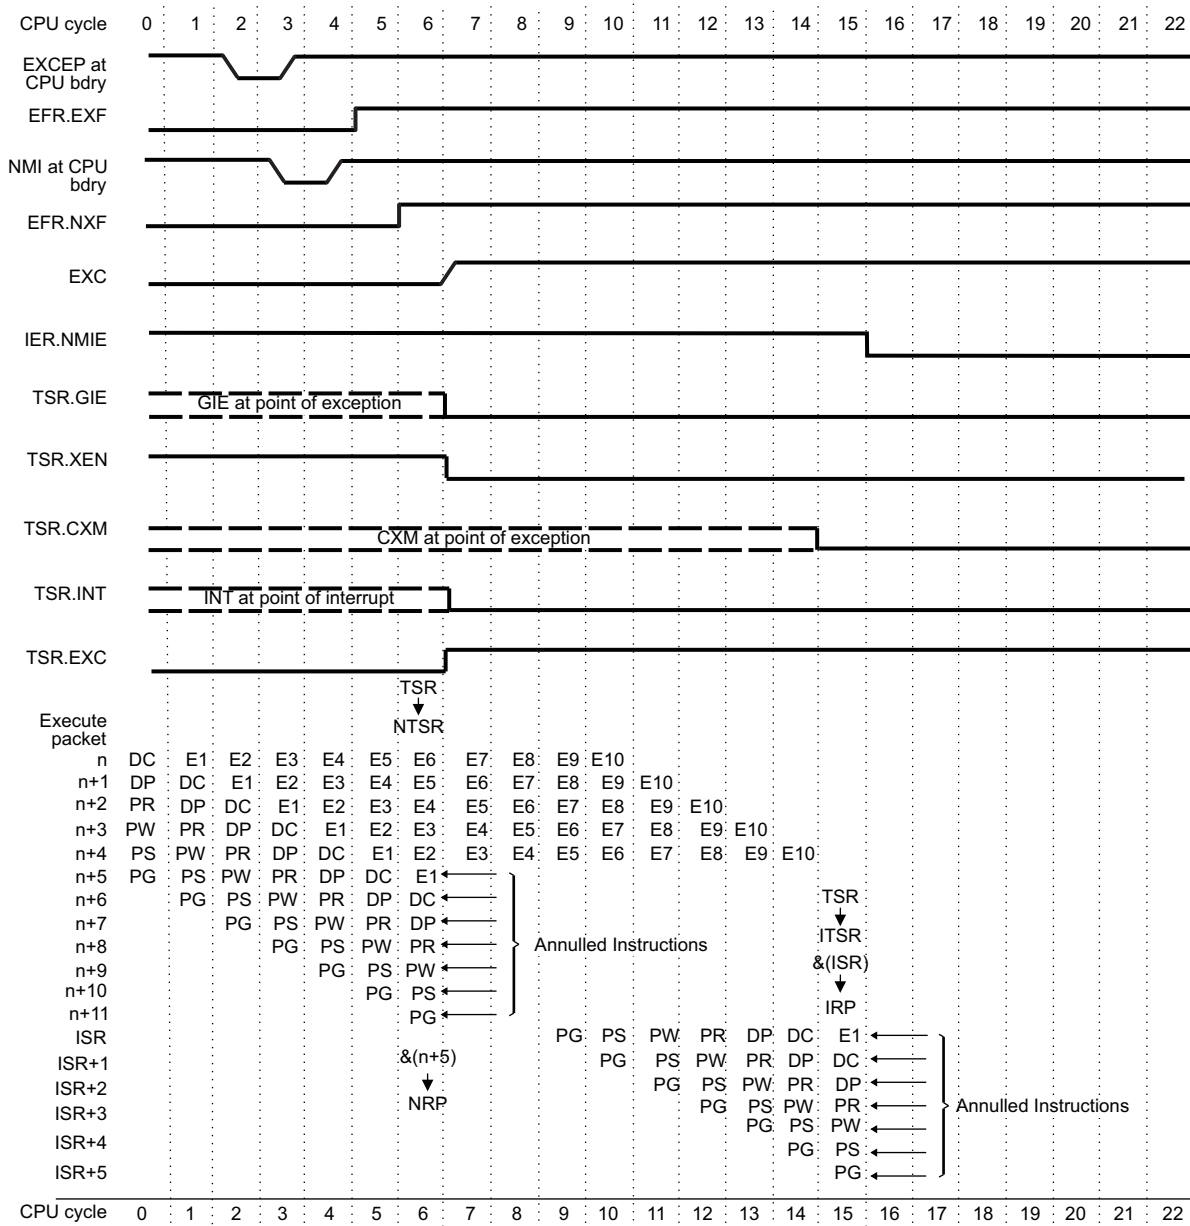 CPU cycle 0 1 2 3 4 5 6 7 8 9 10 11 12 13 14 15 16 17 18 19 20 21 22
EXCEP at
CPU bdry
EFR.EXF
NMI at CPU
bdry
EFR.NXF
EXC
IER.NMIE
TSR.GIE GIE at point of exception
TSR.XEN
TSR.CXM CXM at point of exception
TSR.INT INT at point of interrupt
TSR.EXC
TSR
NTSR
Execute
packet
n DC E1 E2 E3 E4 E5 E6 E7 E8 E9 E10
n+1 DP DC E1 E2 E3 E4 E5 E6 E7 E8 E9 E10
n+2 PR DP DC E1 E2 E3 E4 E5 E6 E7 E8 E9 E10
n+3 PW PR DP DC E1 E2 E3 E4 E5 E6 E7 E8 E9 E10
n+4 PS PW PR DP DC E1 E2 E3 E4 E5 E6 E7 E8 E9 E10
n+5 PG PS PW PR DP DC E1
n+6 PG PS PW PR DP DC
n+7 PG PS PW PR DP
n+8 PG PS PW PR
n+9 PG PS PW
n+10 PG PS
n+11 PG
Annulled Instructions
TSR
ITSR
&(ISR)
IRP
ISR PG PS PW PR DP DC E1
ISR+1 PG PS PW PR DP DC
ISR+2 PG PS PW PR DP
ISR+3 PG PS PW PR
PG PS PW
ISR+4 PG PS
ISR+5 PG
&(n+5)
NRP
Annulled Instructions
CPU cycle 0 1 2 3 4 5 6 7 8 9 10 11 12 13 14 15 16 17 18 19 20 21 22